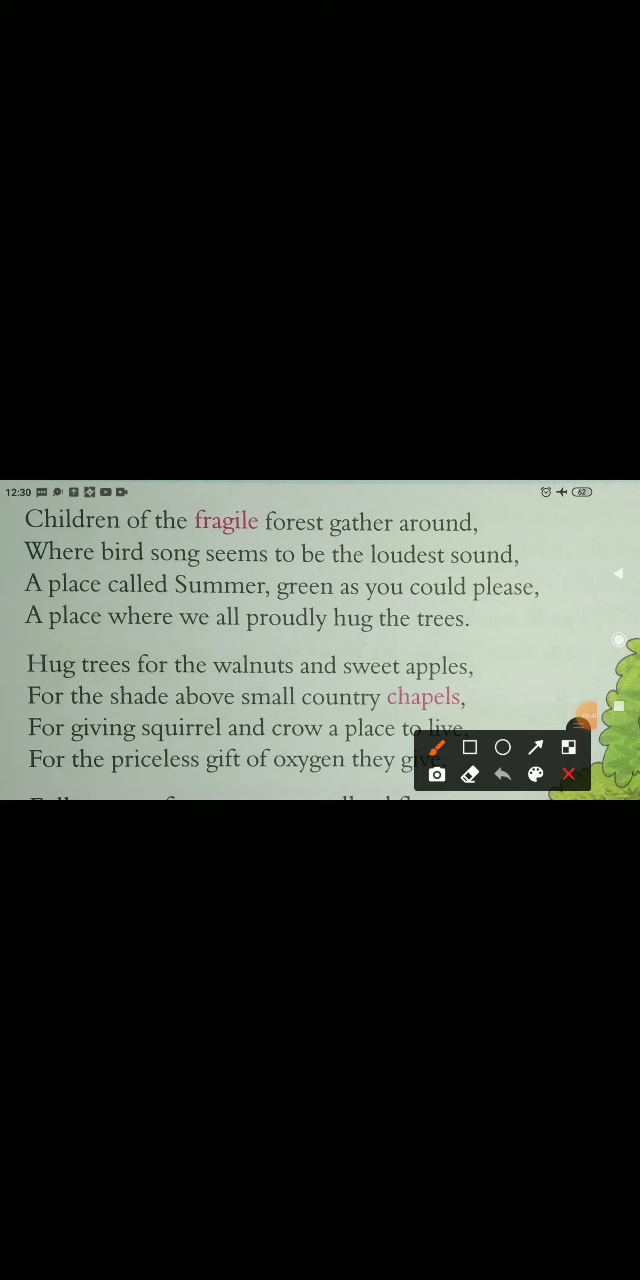 12:30
62
Children of the fragile forest gather around,
Where bird song seems to be the loudest sound,
A place called Summer, green as you could please,
A place where we all proudly hug the trees.
Hug trees for the walnuts and sweet apples,
For the shade above small country chapels,
For giving squirrel and crow a place to live,
For the priceless gift of oxygen they give